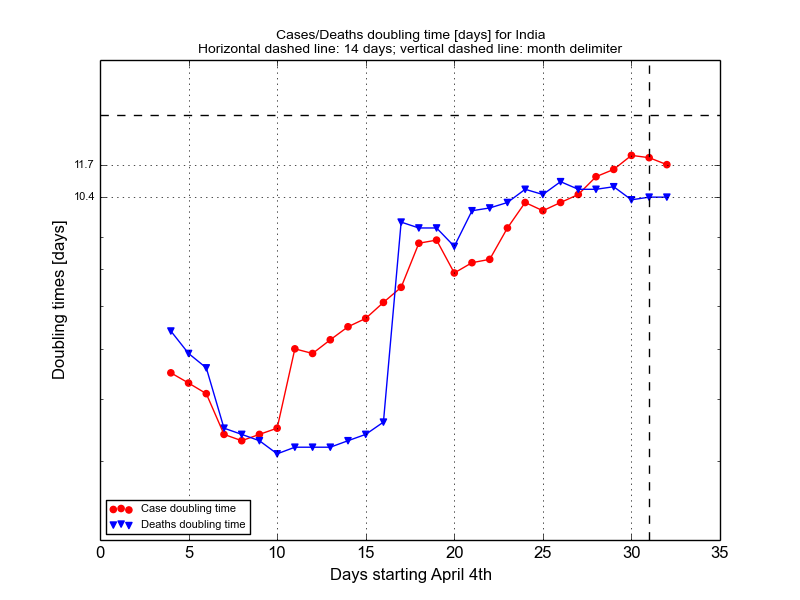 Cases/Deaths doubling time [days] for India
Horizontal dashed line: 14 days; vertical dashed line: month delimiter
11.7
10.4
Doubling times [days]
Case doubling time
Deaths doubling time
0 5 10 15 20 25 30 35
Days starting April 4th